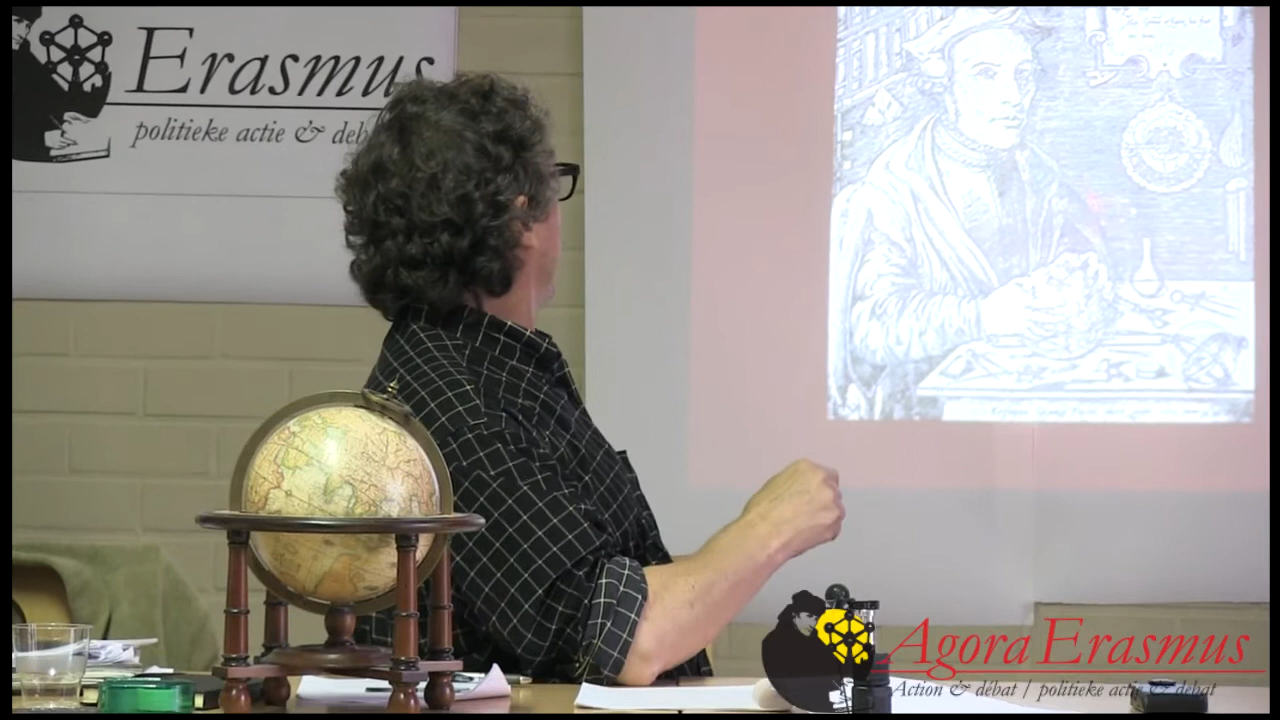 Erasmus
politieke actie & deb
Agora Erasmus
Action & débat / politieke actie & debat